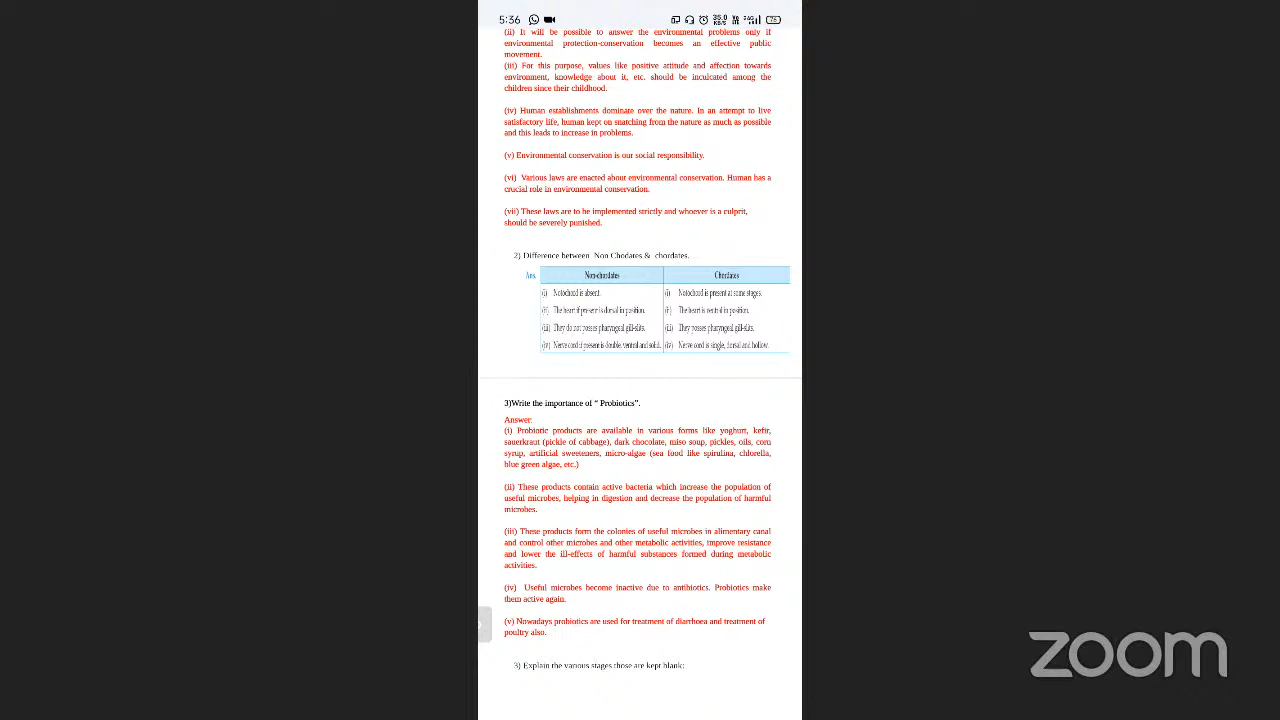 5:36
35.0
KB/S
Vo
LTE
4G
76
(ii) It will be possible to answer the environmental problems only if
environmental protection-conservation becomes an effective public
movement.
(iii) For this purpose, values like positive attitude and affection towards
environment, knowledge about it, etc. should be incultated among the
children since their childhood.
(iv) Human establishments dominate over the nature. In an attempt to live
satisfactory life, human kept on snatching from the nature as much as possible
and this leads to increase in problems.
(v) Environmental conservation is our social responsibility.
(vi) Various laws are enacted about environmental conservation. Human has a
crucial role in environmental conservation.
(vii) These laws are to be implemented strictly and whoever is a culprit,
should be severely punished.
2) Difference between Non Chodates & chordates.
Ans. Non-chordates Chordates
(i) Notochord is absent. (i) Notochord is present at some stages.
(ii) The heart if present is dorsal in position. (ii) The heart is ventral in position.
(iii) They do not posses pharyngeal gill-slits. (iii) They posses pharyngeal gill-slits.
(iv) Nerve cord if present is double, ventral and solid. (iv) Nerve cord is single, dorsal and hollow.
3)Write the importance of “ Probiotics”.
Answer.
(i) Probiotic products are available in various forms like yoghurt, kefir,
sauerkraut (pickle of cabbage), dark chocolate, miso soup, pickles, oils, corn
syrup, artificial sweeteners, micro-algae (sea food like spirulina, chlorella,
blue green algae, etc.)
(ii) These products contain active bacteria which increase the population of
useful microbes, helping in digestion and decrease the population of harmful
microbes.
(iii) These products form the colonies of useful microbes in alimentary canal
and control other microbes and other metabolic activities, improve resistance
and lower the ill-effects of harmful substances formed during metabolic
activities.
(iv) Useful microbes become inactive due to antibiotics. Probiotics make
them active again.
(v) Nowadays probiotics are used for treatment of diarrhoea and treatment of
poultry also.
3) Explain the various stages those are kept blank:
zoom